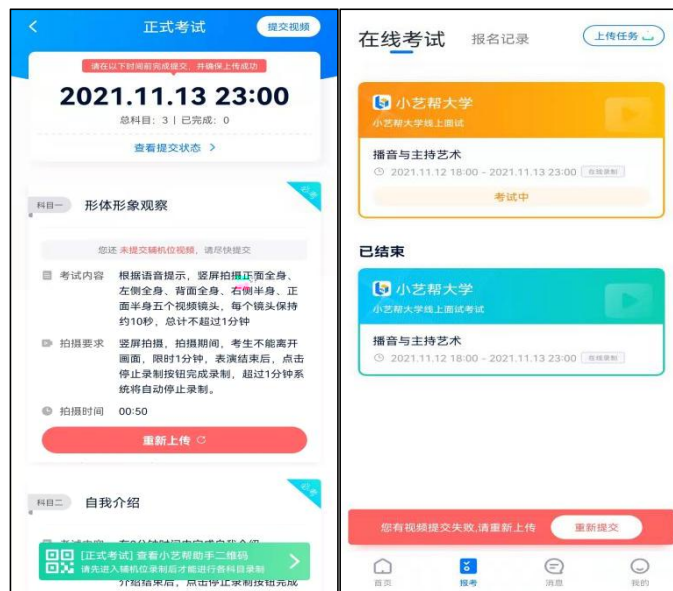 正式考试
提交视频
请在以下时间前完成提交，并确保上传成功
2021.11.13 23:00
总科目：3 | 已完成：0
查看提交状态 >
科目一
形体形象观察
必考
您还 未提交辅机位视频，请尽快提交
考试内容 根据语音提示，竖屏拍摄正面全身、
左侧全身、背面全身、右侧半身、正
面半身五个视频镜头，每个镜头保持
约10秒，总计不超过1分钟
拍摄要求 竖屏拍摄，拍摄期间，考生不能离开
画面，限时1分钟，表演结束后，点击
停止录制按钮完成录制，超过1分钟系
统将自动停止录制。
拍摄时间 00:50
重新上传
科目二
自我介绍
必考
[正式考试] 查看小艺帮助手二维码
请先进入辅机位录制后才能进行各科目录制
介绍结束后，点击停止录制按钮完成
在线考试
报名记录
上传任务
小艺帮大学
小艺帮大学线上面试
播音与主持艺术
2021.11.12 18:00 - 2021.11.13 23:00 在线录制
考试中
已结束
小艺帮大学
小艺帮大学线上面试考试
播音与主持艺术
2021.11.12 18:00 - 2021.11.13 23:00 在线录制
您有视频提交失败,请重新上传
重新提交
首页
报考
消息
我的